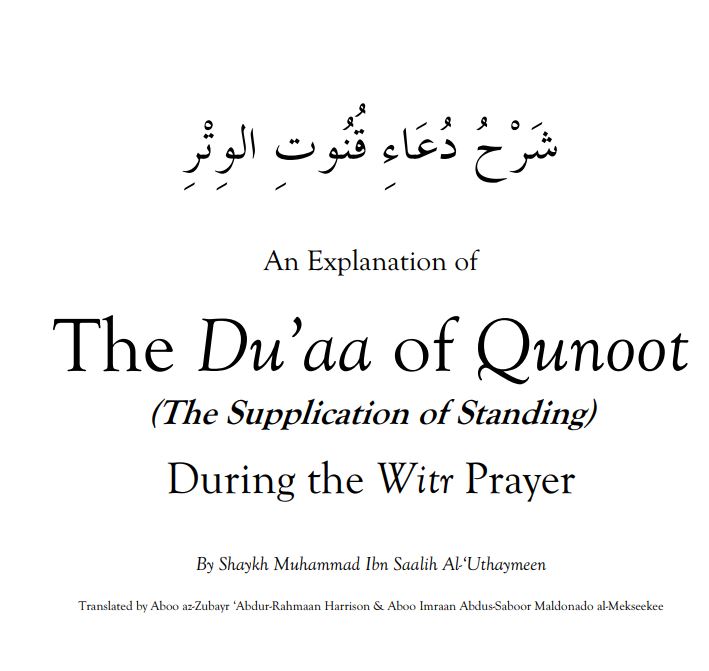 شَرْحُ دُعَاءِ قُنُوتِ الوِتْرِ
An Explanation of
The Du’aa of Qunoot
(The Supplication of Standing)
During the Witr Prayer
By Shaykh Muhammad Ibn Saalih Al-‘Uthaymeen
Translated by Aboo az-Zubayr ‘Abdur-Rahmaan Harrison & Aboo Imraan Abdus-Saboor Maldonado al-Mekseekee